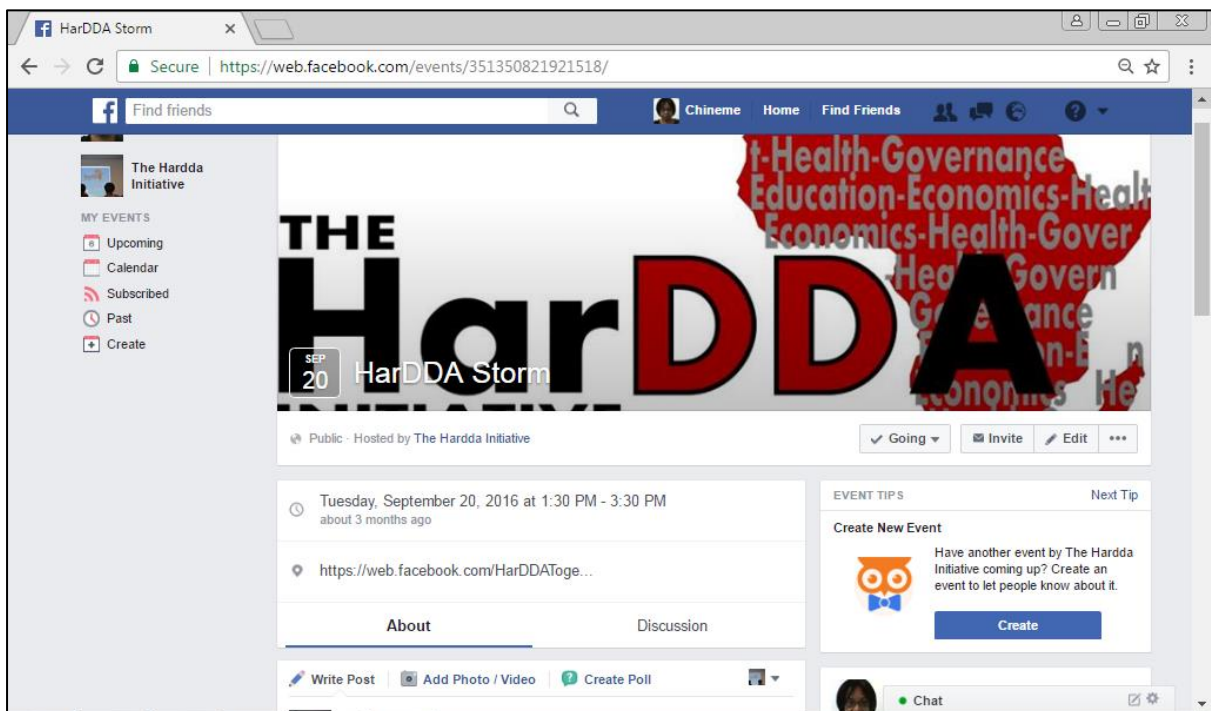 HarDDA Storm
Secure https://web.facebook.com/events/351350821921518/
Find friends
Chineme Home Find Friends
The Hardda
Initiative
MY EVENTS
6 Upcoming
Calendar
Subscribed
Past
Create
t-Health-Governance
Education-Economics-Healt
Economics-Health-Gover
-Health-Govern
Governance
THE
HarDDA
INITIATIVE
SEP
20
HarDDA Storm
Public · Hosted by The Hardda Initiative
Going Invite Edit
Tuesday, September 20, 2016 at 1:30 PM - 3:30 PM
about 3 months ago
https://web.facebook.com/HarDDAToge...
About Discussion
Write Post Add Photo / Video Create Poll
EVENT TIPS Next Tip
Create New Event
Have another event by The Hardda
Initiative coming up? Create an
event to let people know about it.
Create
Chat